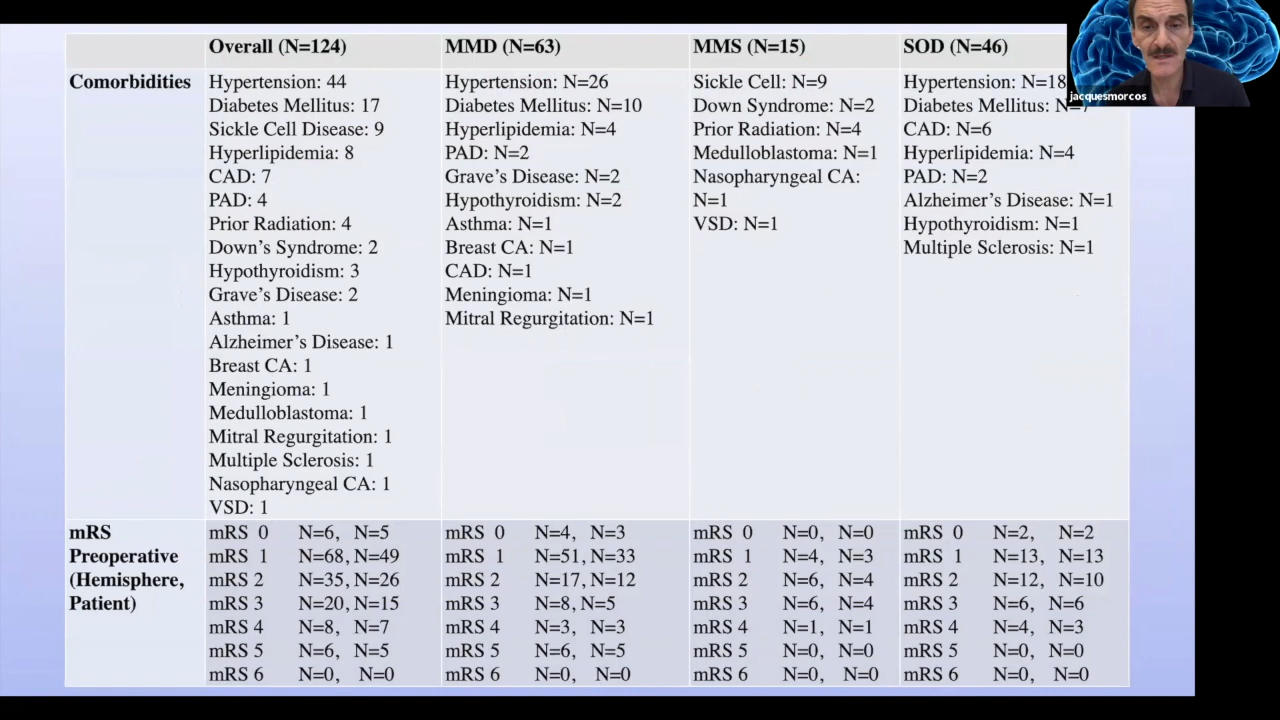 Overall (N=124)
MMD (N=63)
MMS (N=15)
SOD (N=46)
Comorbidities
Hypertension: 44
Diabetes Mellitus: 17
Sickle Cell Disease: 9
Hyperlipidemia: 8
CAD: 7
PAD: 4
Prior Radiation: 4
Down's Syndrome: 2
Hypothyroidism: 3
Grave's Disease: 2
Asthma: 1
Alzheimer's Disease: 1
Breast CA: 1
Meningioma: 1
Medulloblastoma: 1
Mitral Regurgitation: 1
Multiple Sclerosis: 1
Nasopharyngeal CA: 1
VSD: 1
Hypertension: N=26
Diabetes Mellitus: N=10
Hyperlipidemia: N=4
PAD: N=2
Grave's Disease: N=2
Hypothyroidism: N=2
Asthma: N=1
Breast CA: N=1
CAD: N=1
Meningioma: N=1
Mitral Regurgitation: N=1
Sickle Cell: N=9
Down Syndrome: N=2
Prior Radiation: N=4
Medulloblastoma: N=1
Nasopharyngeal CA:
N=1
VSD: N=1
Hypertension: N=18
Diabetes Mellitus:
CAD: N=6
Hyperlipidemia: N=4
PAD: N=2
Alzheimer's Disease: N=1
Hypothyroidism: N=1
Multiple Sclerosis: N=1
mRS
Preoperative
(Hemisphere,
Patient)
mRS 0 N=6, N=5
mRS 1 N=68, N=49
mRS 2 N=35, N=26
mRS 3 N=20, N=15
mRS 4 N=8, N=7
mRS 5 N=6, N=5
mRS 6 N=0, N=0
mRS 0 N=4, N=3
mRS 1 N=51, N=33
mRS 2 N=17, N=12
mRS 3 N=8, N=5
mRS 4 N=3, N=3
mRS 5 N=6, N=5
mRS 6 N=0, N=0
mRS 0 N=0, N=0
mRS 1 N=4, N=3
mRS 2 N=6, N=4
mRS 3 N=6, N=4
mRS 4 N=1, N=1
mRS 5 N=0, N=0
mRS 6 N=0, N=0
mRS 0 N=2, N=2
mRS 1 N=13, N=13
mRS 2 N=12, N=10
mRS 3 N=6, N=6
mRS 4 N=4, N=3
mRS 5 N=0, N=0
mRS 6 N=0, N=0
jacquesmorcos